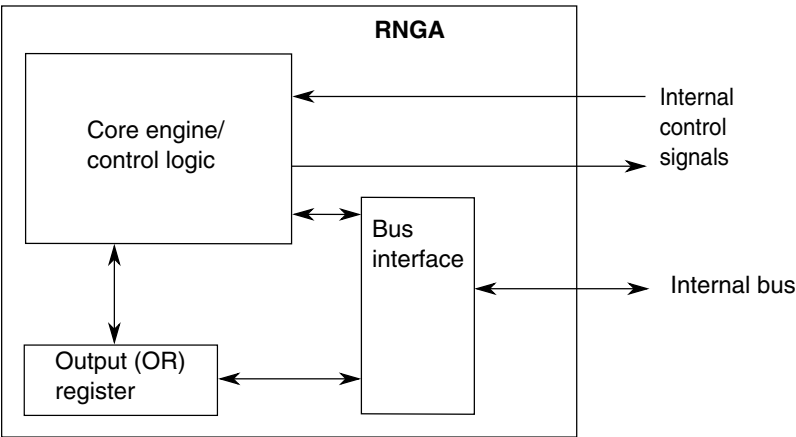 RNGA
Core engine/
control logic
Internal
control
signals
Bus
interface
Internal bus
Output (OR)
register